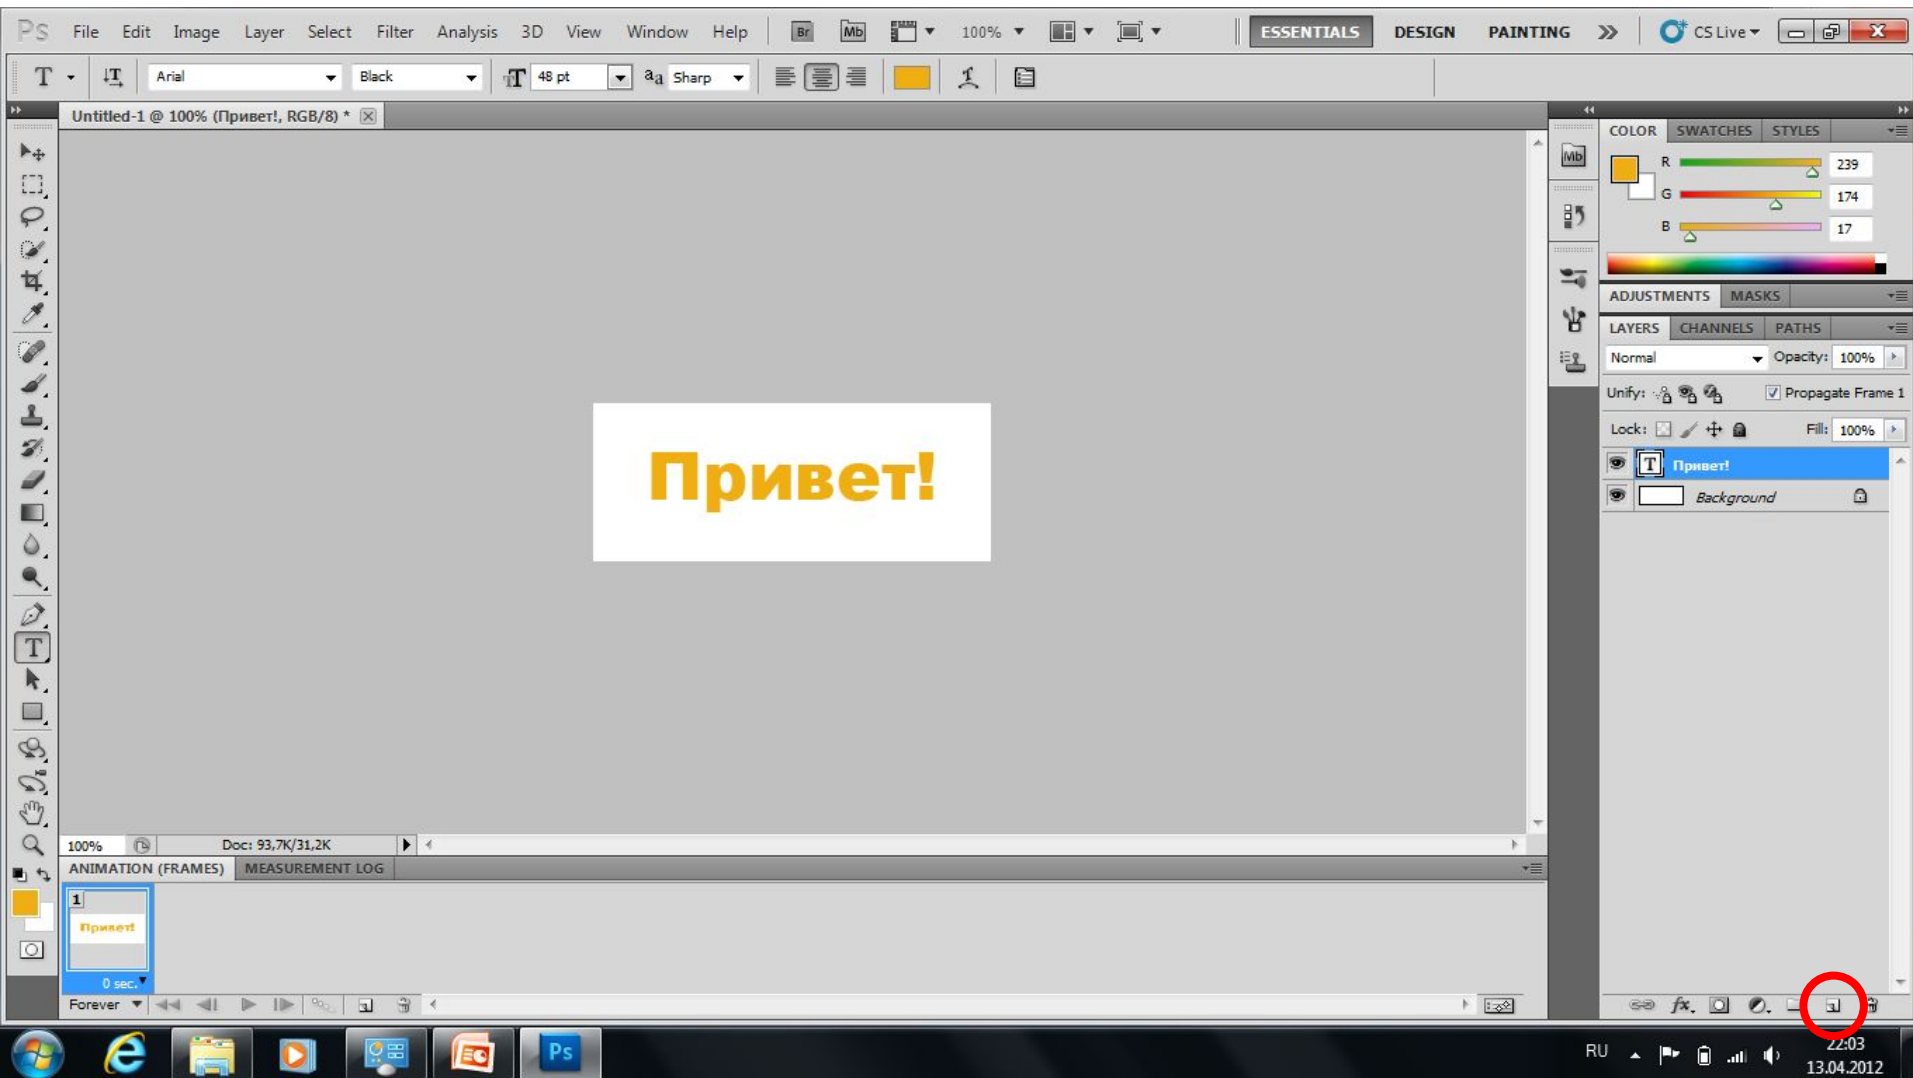 Ps File Edit Image Layer Select Filter Analysis 3D View Window Help Br Mb 100% ESSENTIALS DESIGN PAINTING CS Live
T T Arial Black T 48 pt aa Sharp
Untitled-1 @ 100% (Привет!, RGB/8) *
COLOR SWATCHES STYLES
Mb
R 239
G 174
B 17
ADJUSTMENTS MASKS
LAYERS CHANNELS PATHS
Normal Opacity: 100%
Unify: Propagate Frame 1
Lock: Fill: 100%
T Привет!
Background
Привет!
T
100% Doc: 93,7K/31,2K
ANIMATION (FRAMES) MEASUREMENT LOG
1
Привет!
0 sec.
Forever
fx.
Ps
RU
22:03
13.04.2012